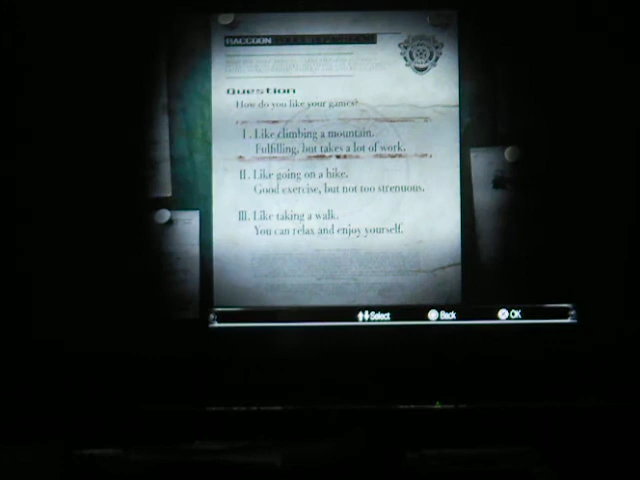 RACCOON
Question
How do you like your games?
I. Like climbing a mountain.
Fulfilling, but takes a lot of work.
II. Like going on a hike.
Good exercise, but not too strenuous.
III. Like taking a walk.
You can relax and enjoy yourself.
Select Back OK